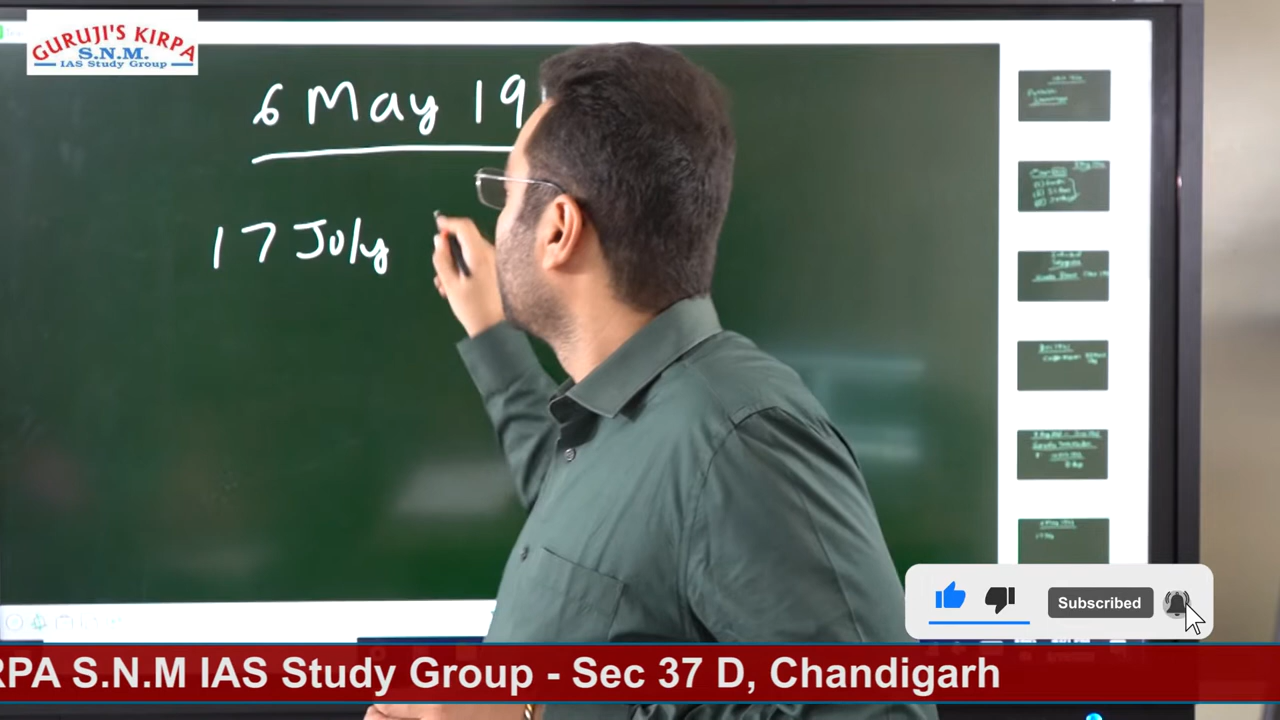 GURUJI'S KIRPA
S.N.M.
IAS Study Group
6 May 19
17 July
Subscribed
RPA S.N.M IAS Study Group - Sec 37 D, Chandigarh